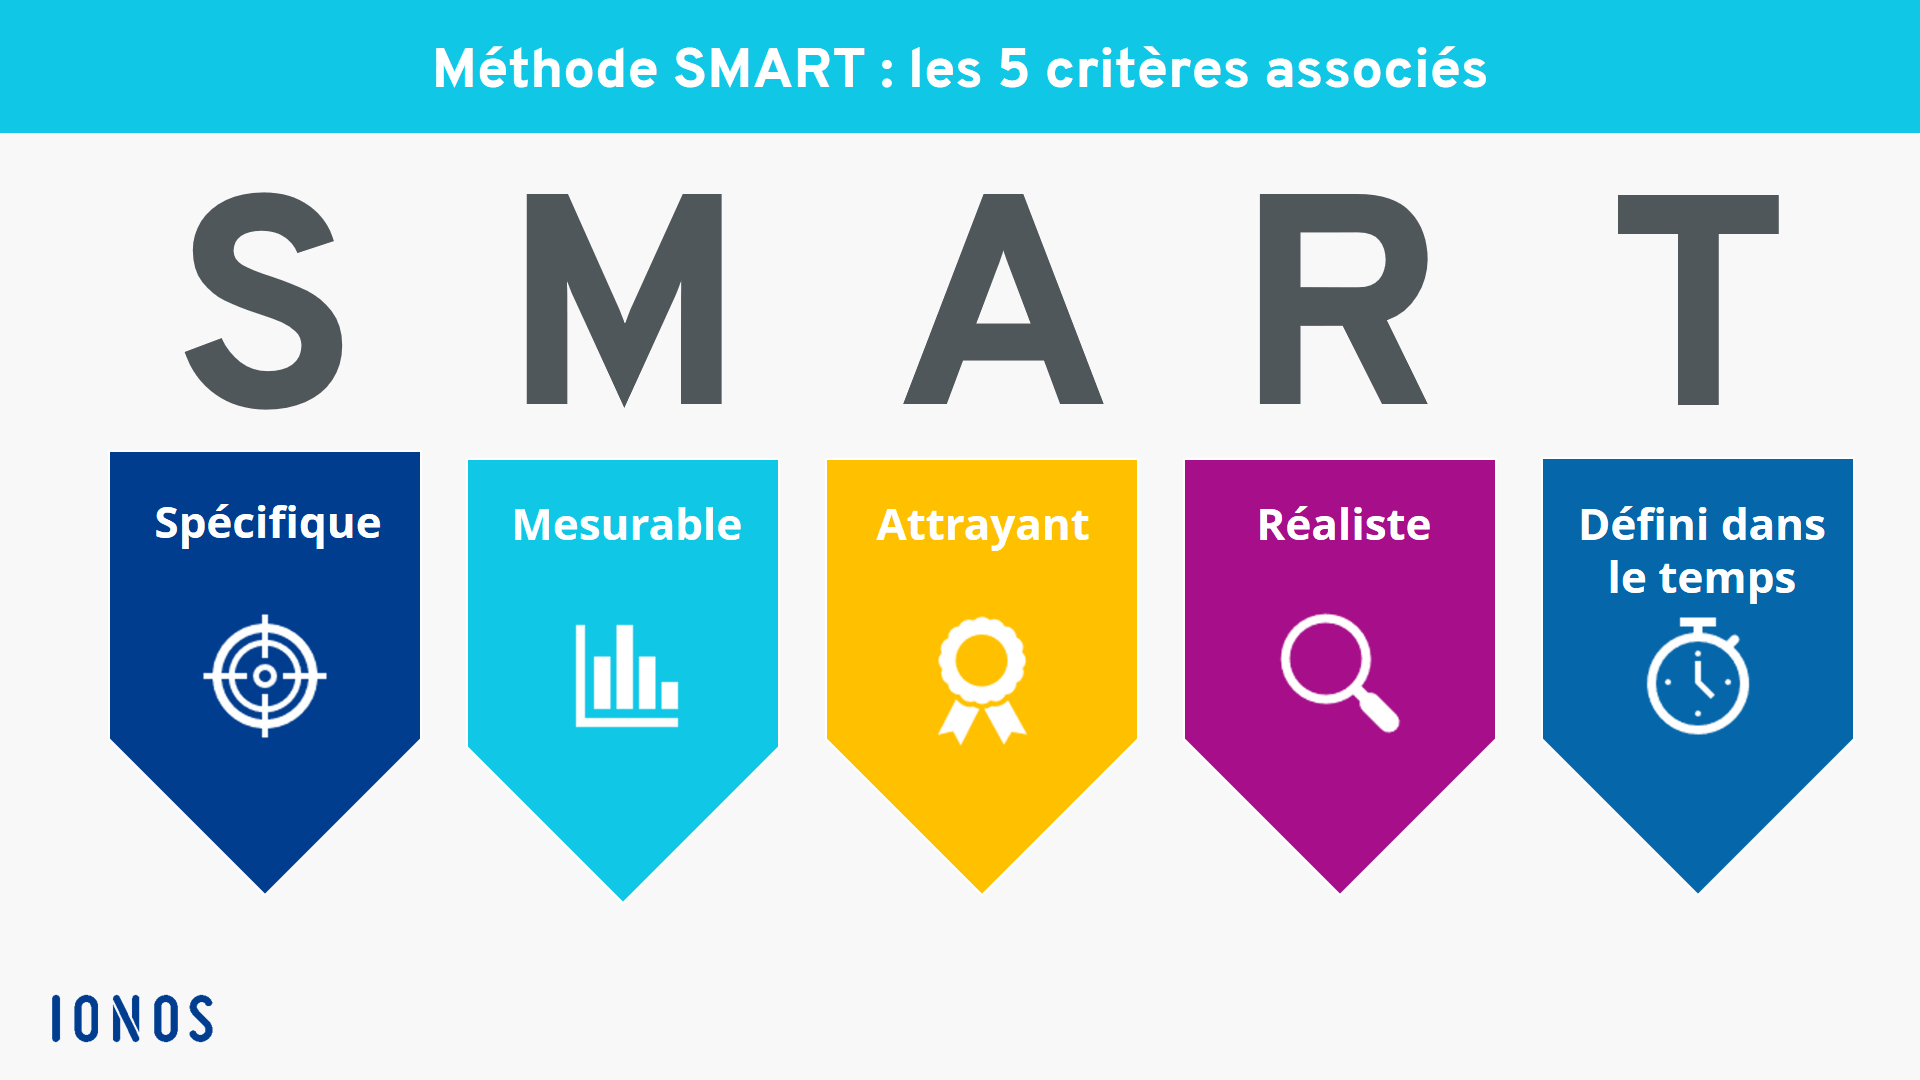 Méthode SMART : les 5 critères associés
S M A R T
Spécifique
Mesurable
Attrayant
Réaliste
Défini dans
le temps
IONOS